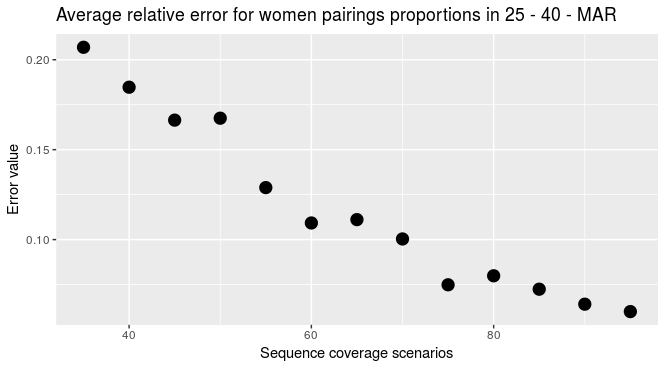 Average relative error for women pairings proportions in 25 - 40 - MAR
0.20
0.15
0.10
Error value
40
60
80
Sequence coverage scenarios